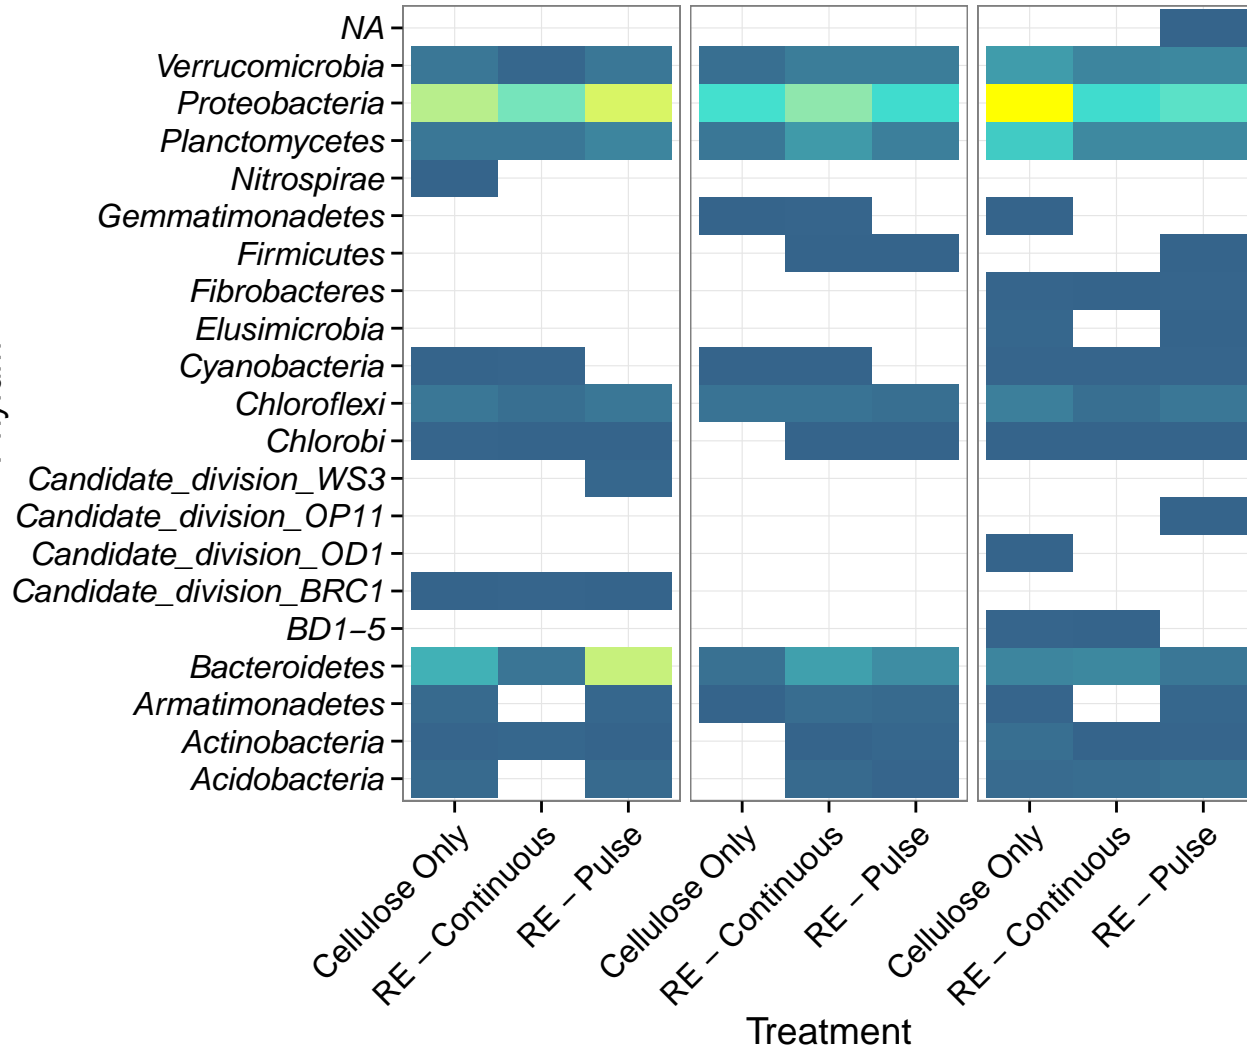 NA
Verrucomicrobia
Proteobacteria
Planctomycetes
Nitrospirae
Gemmatimonadetes
Firmicutes
Fibrobacteres
Elusimicrobia
Cyanobacteria
Chloroflexi
Chlorobi
Candidate_division_WS3
Candidate_division_OP11
Candidate_division_OD1
Candidate_division_BRC1
BD1−5
Bacteroidetes
Armatimonadetes
Actinobacteria
Acidobacteria
Cellulose Only
RE − Continuous
RE − Pulse
Cellulose Only
RE − Continuous
RE − Pulse
Cellulose Only
RE − Continuous
RE − Pulse
Treatment